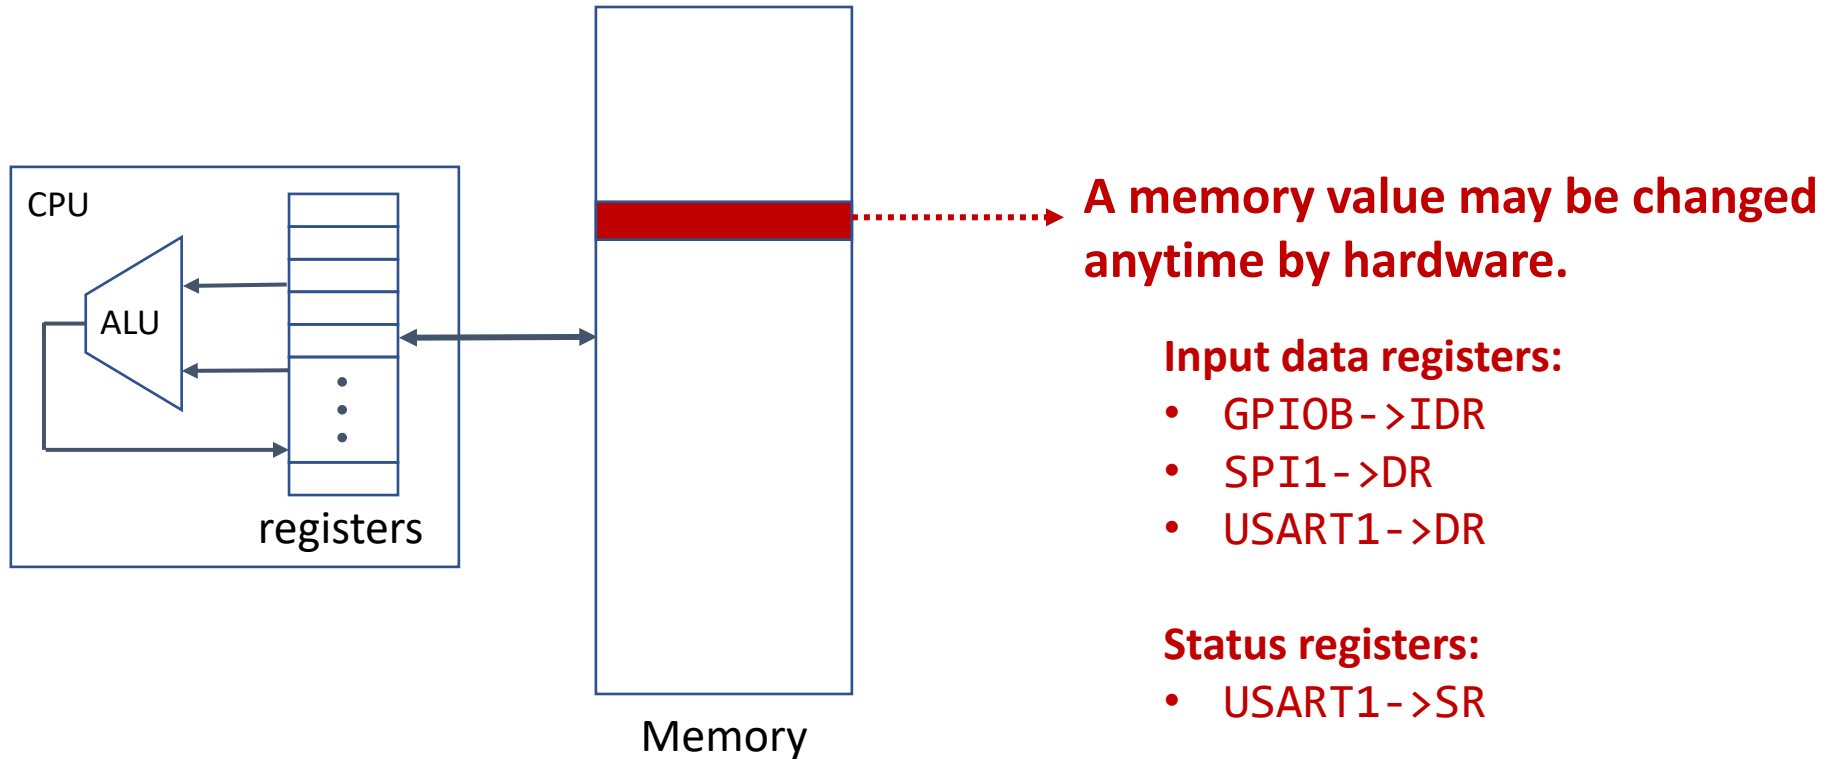 CPU
ALU
registers
Memory
A memory value may be changed
anytime by hardware.
Input data registers:
• GPIOB->IDR
• SPI1->DR
• USART1->DR
Status registers:
• USART1->SR